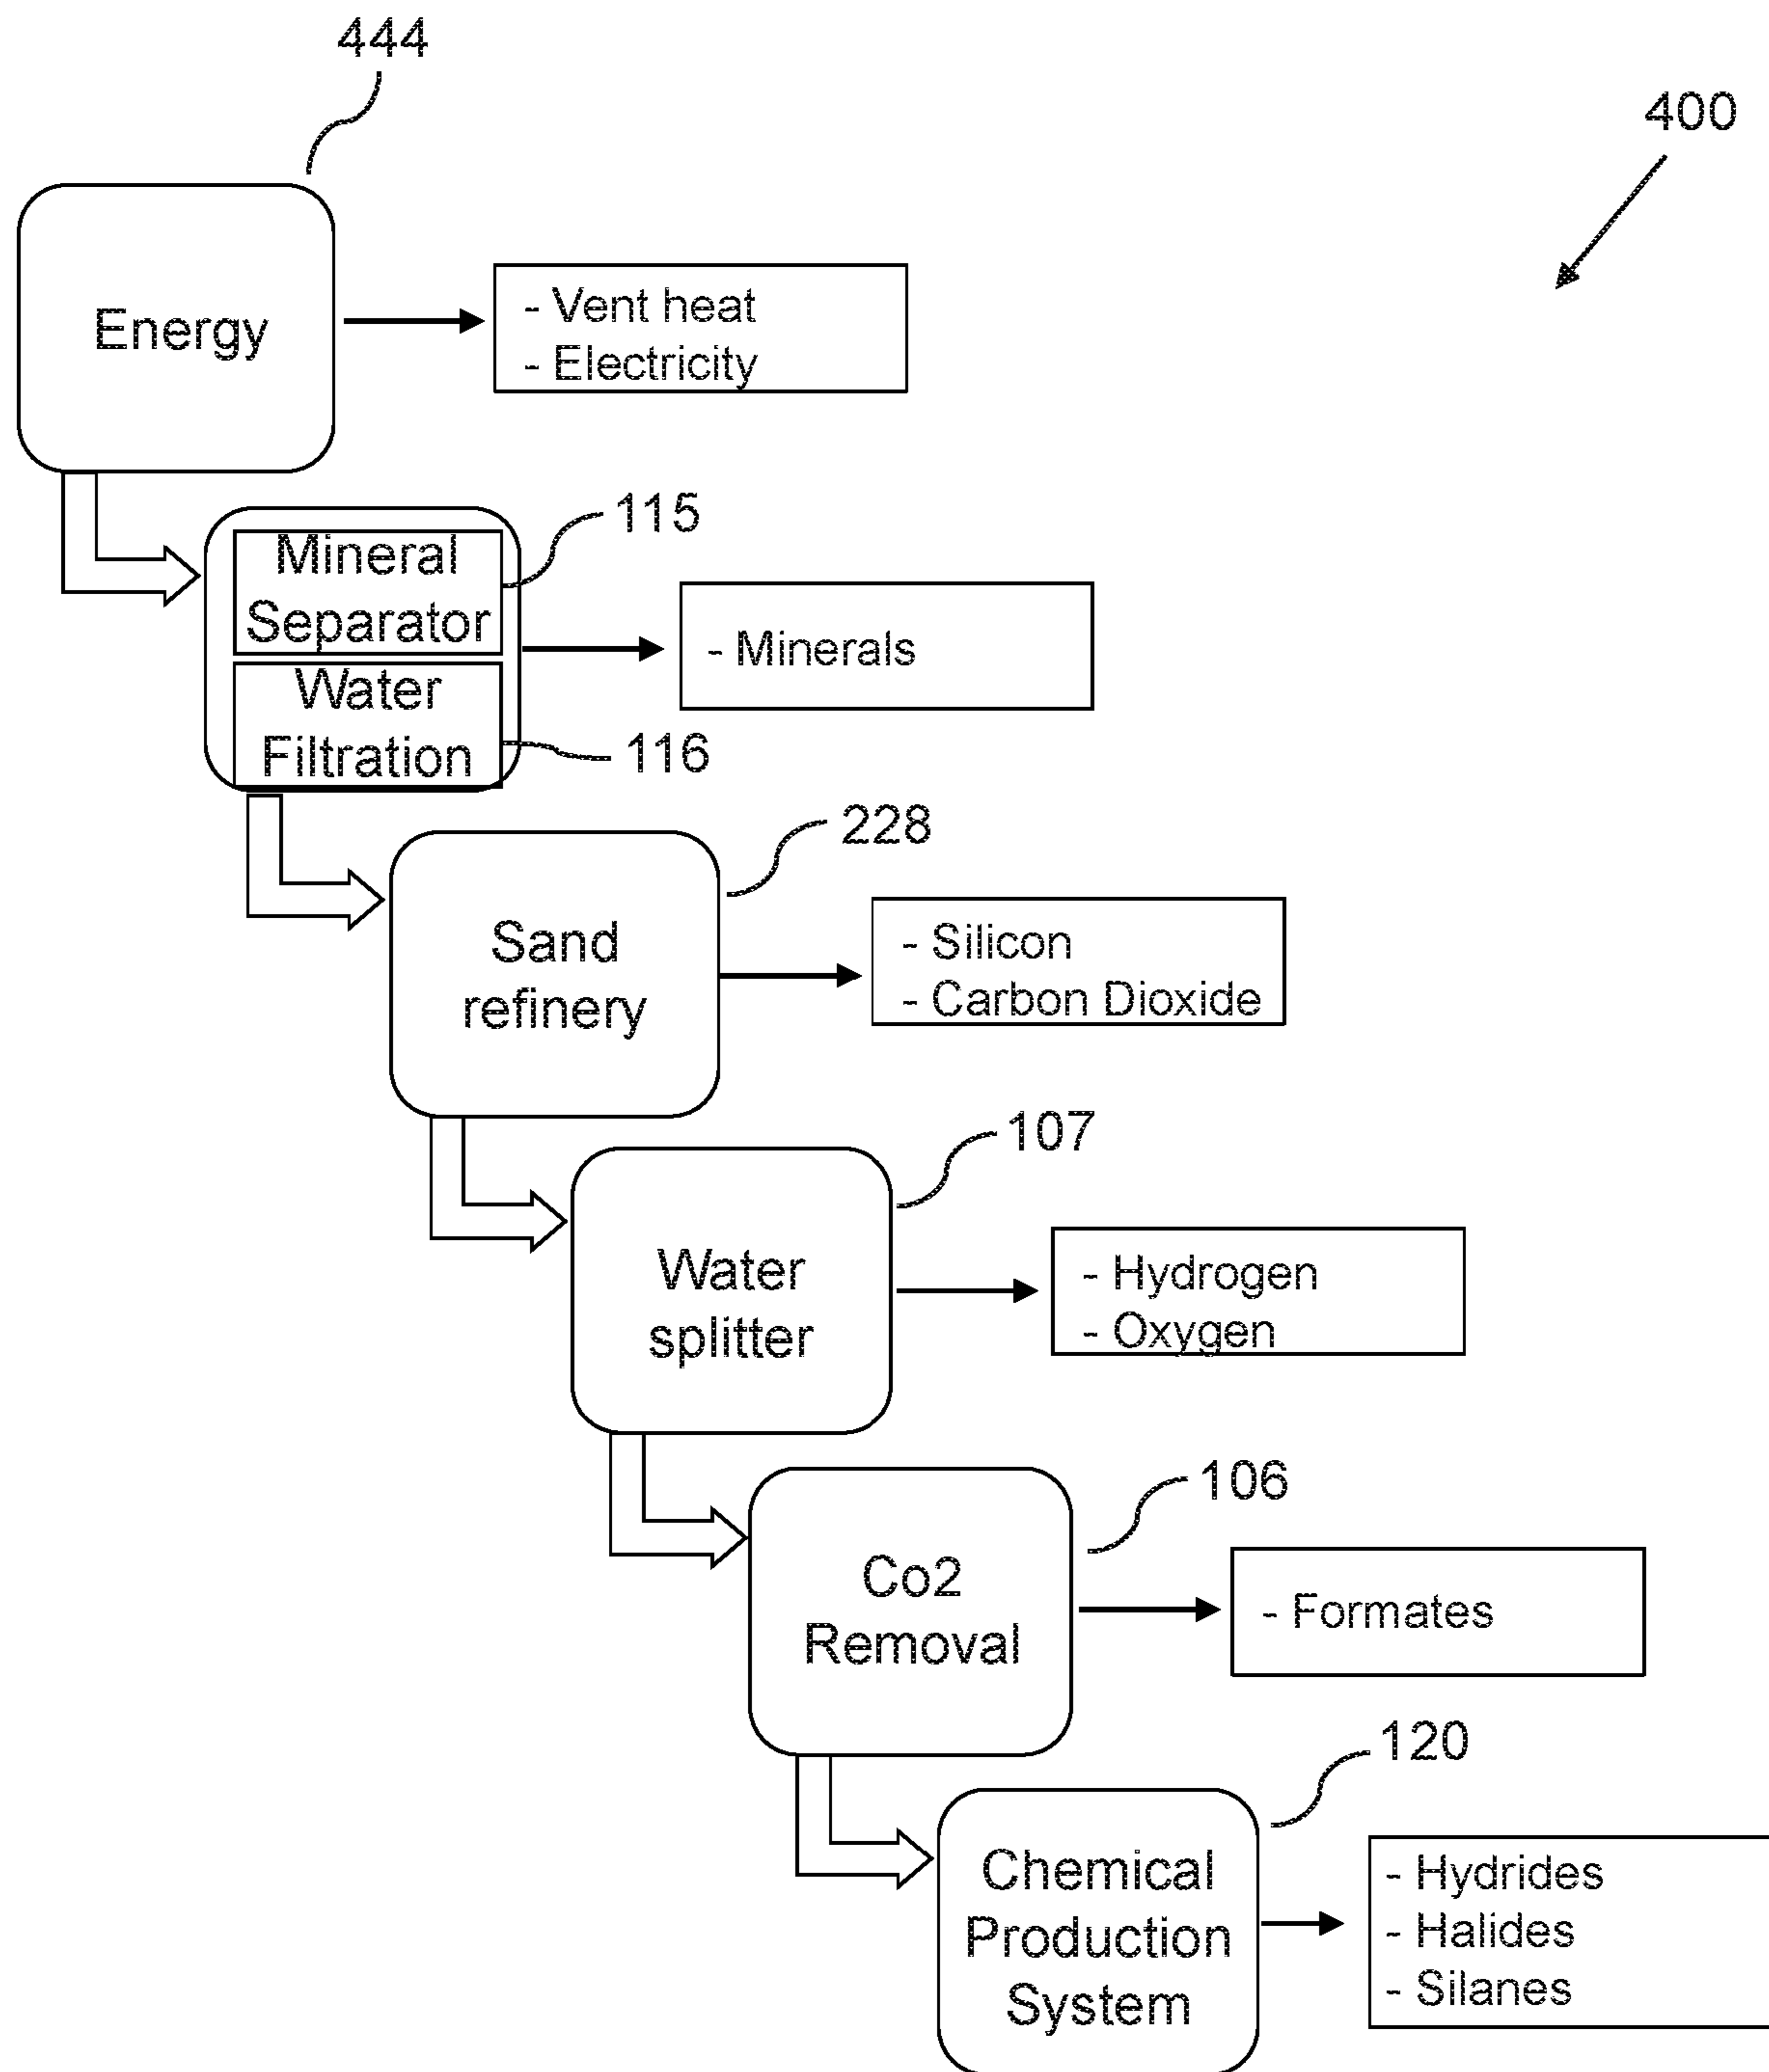 444
400
Energy
- Vent heat
- Electricity
115
Mineral
Separator
- Minerals
Water
Filtration
116
228
Sand
refinery
- Silicon
- Carbon Dioxide
107
Water
splitter
- Hydrogen
- Oxygen
106
Co2
Removal
- Formates
120
Chemical
Production
System
- Hydrides
- Halides
- Silanes